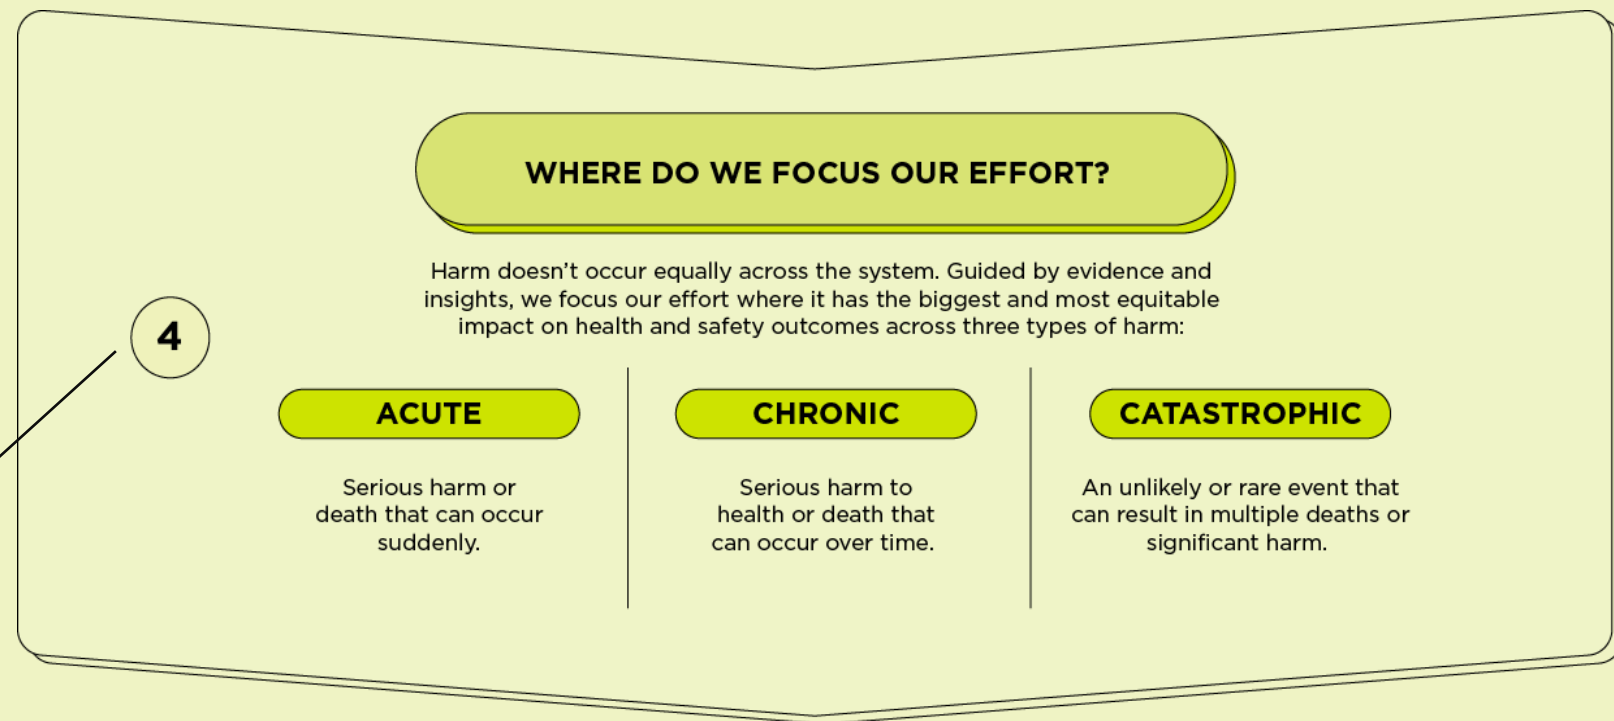 WHERE DO WE FOCUS OUR EFFORT?
Harm doesn’t occur equally across the system. Guided by evidence and
insights, we focus our effort where it has the biggest and most equitable
impact on health and safety outcomes across three types of harm:
4
ACUTE
Serious harm or
death that can occur
suddenly.
CHRONIC
Serious harm to
health or death that
can occur over time.
CATASTROPHIC
An unlikely or rare event that
can result in multiple deaths or
significant harm.